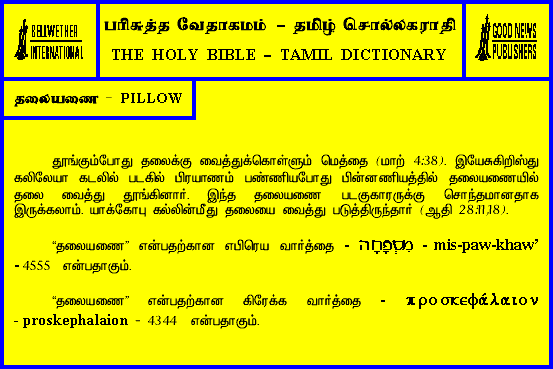 BELLWETHER
INTERNATIONAL
பரிசுத்த வேதாகமம் - தமிழ் சொல்லகராதி
THE HOLY BIBLE - TAMIL DICTIONARY
GOOD NEWS
PUBLISHERS
தலையணை - PILLOW
தூங்கும்போது தலைக்கு வைத்துக்கொள்ளும் மெத்தை (மாற் 4:38). இயேசுகிறிஸ்து
கலிலேயா கடலில் படகில் பிரயாணம் பண்ணியபோது பின்னணியத்தில் தலையணையில்
தலை வைத்து தூங்கினார். இந்த தலையணை படகுகாரருக்கு சொந்தமானதாக
இருக்கலாம். யாக்கோபு கல்லின்மீது தலையை வைத்து படுத்திருந்தார் (ஆதி 28:11,18).
“தலையணை” என்பதற்கான எபிரெய வார்த்தை - מִסְפָּחָה - mis-paw-khaw’
- 4555 என்பதாகும்.
“தலையணை” என்பதற்கான கிரேக்க வார்த்தை - προσκεφάλαιον
- proskephalaion - 4344 என்பதாகும்.